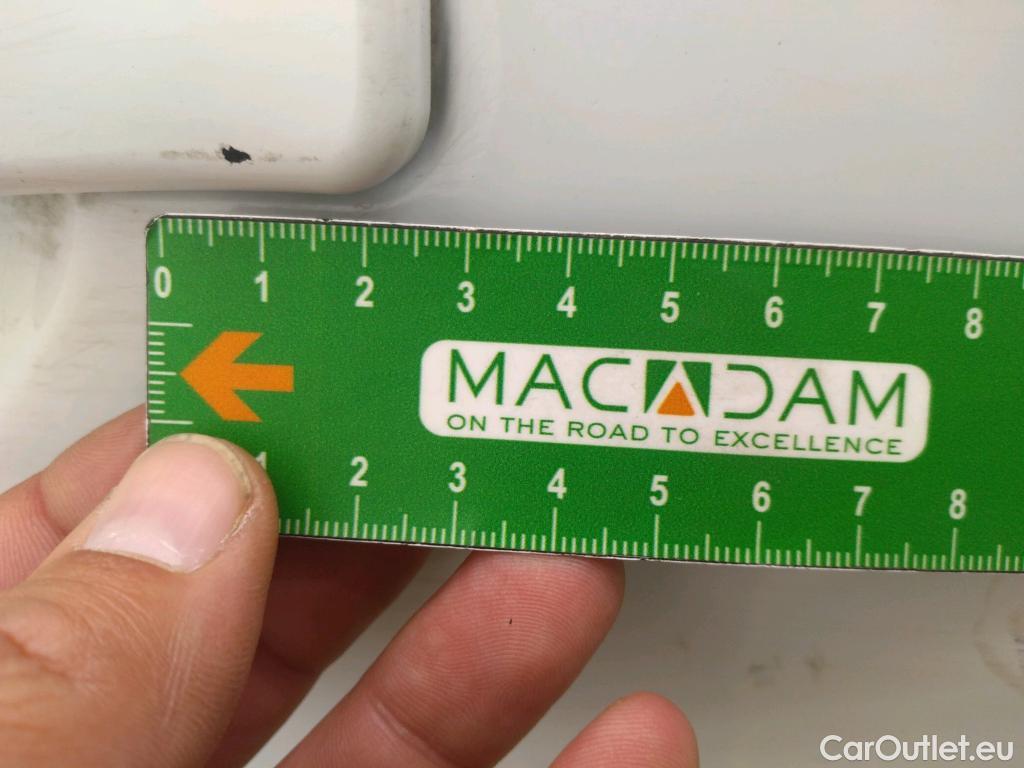 0 1 2 3 4 5 6 7 8
MACADAM
ON THE ROAD TO EXCELLENCE
1 2 3 4 5 6 7 8
CarOutlet.eu